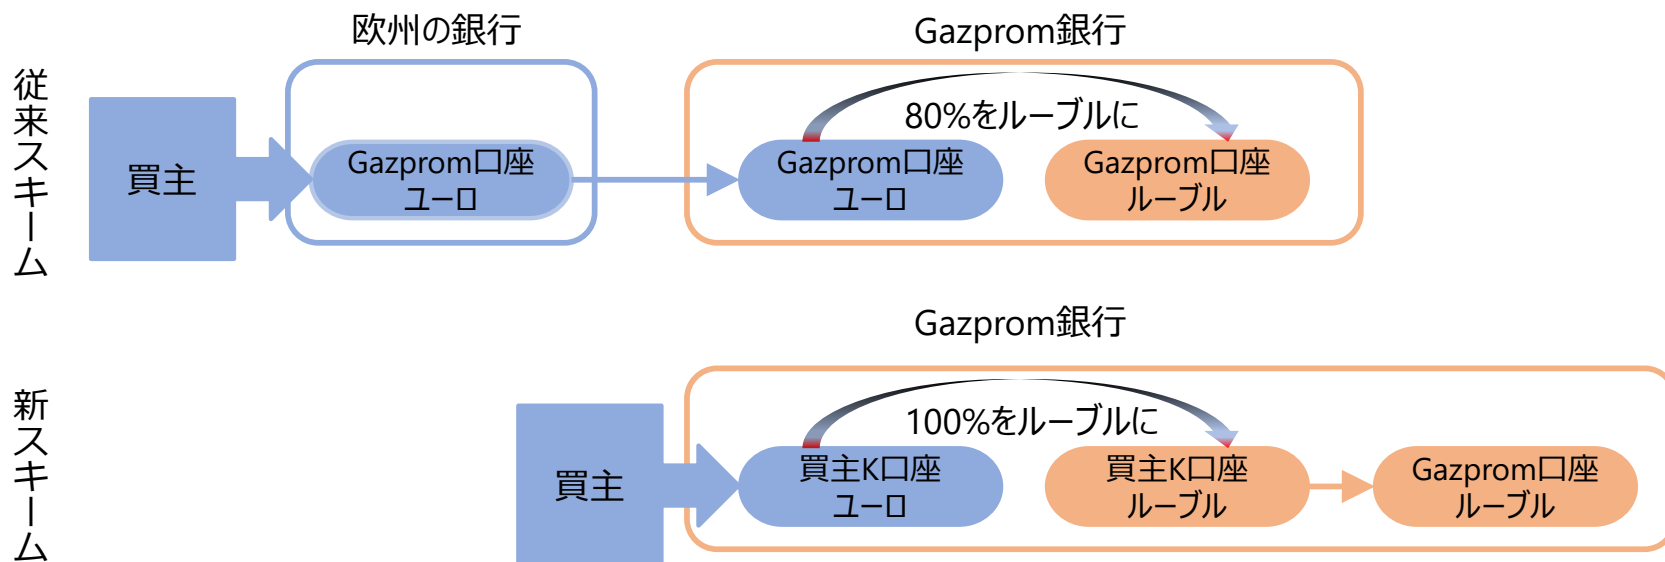 従来スキーム
欧州の銀行
Gazprom銀行
買主
Gazprom口座
ユーロ
80%をルーブルに
Gazprom口座
ユーロ
Gazprom口座
ルーブル
新スキーム
Gazprom銀行
買主
100%をルーブルに
買主K口座
ユーロ
買主K口座
ルーブル
Gazprom口座
ルーブル